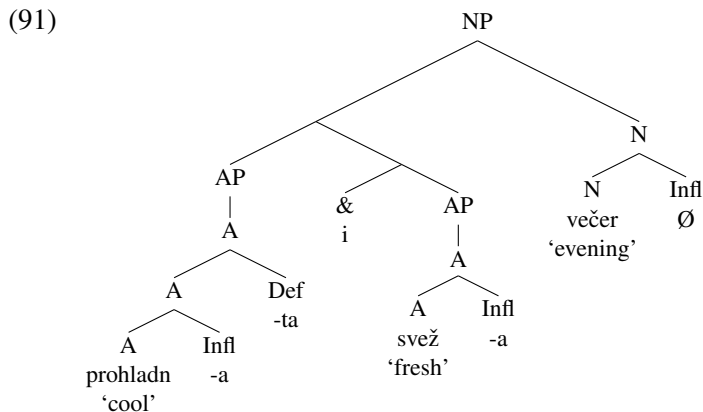 (91)
NP
N
AP
N Infl
& AP
večer Ø
i
A
'evening'
A
A Def
A Infl
-ta
svež -a
A Infl
'fresh'
prohladn -a
'cool'